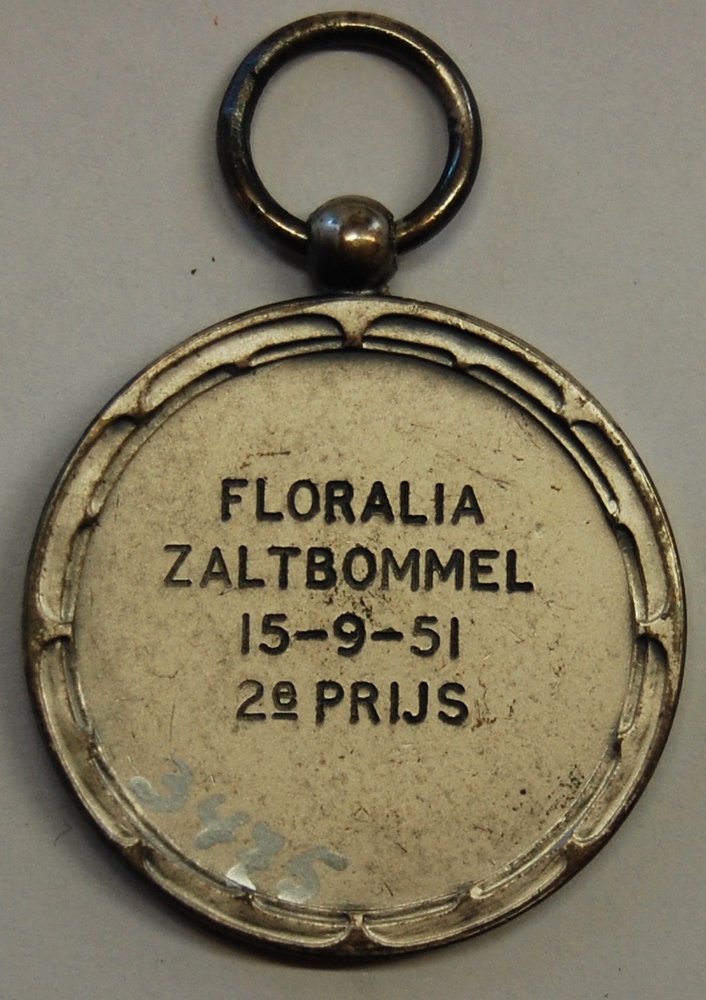 FLORALIA
ZALTBOMMEL
15-9-51
2e PRIJS
3425